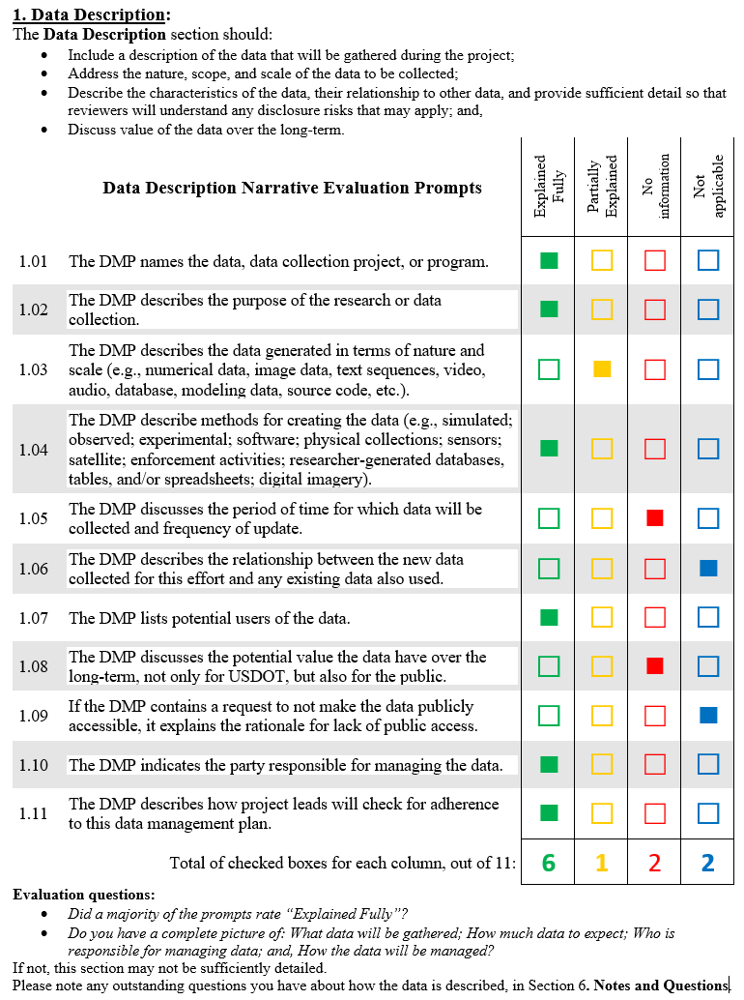 1. Data Description:
The Data Description section should:
• Include a description of the data that will be gathered during the project;
• Address the nature, scope, and scale of the data to be collected;
• Describe the characteristics of the data, their relationship to other data, and provide sufficient detail so that
reviewers will understand any disclosure risks that may apply; and,
• Discuss value of the data over the long-term.
Data Description Narrative Evaluation Prompts
Explained
Fully
Partially
Explained
No
information
Not
applicable
1.01 The DMP names the data, data collection project, or program.
1.02 The DMP describes the purpose of the research or data
collection.
1.03 The DMP describes the data generated in terms of nature and
scale (e.g., numerical data, image data, text sequences, video,
audio, database, modeling data, source code, etc.).
1.04 The DMP describe methods for creating the data (e.g., simulated;
observed; experimental; software; physical collections; sensors;
satellite; enforcement activities; researcher-generated databases,
tables, and/or spreadsheets; digital imagery).
1.05 The DMP discusses the period of time for which data will be
collected and frequency of update.
1.06 The DMP describes the relationship between the new data
collected for this effort and any existing data also used.
1.07 The DMP lists potential users of the data.
1.08 The DMP discusses the potential value the data have over the
long-term, not only for USDOT, but also for the public.
1.09 If the DMP contains a request to not make the data publicly
accessible, it explains the rationale for lack of public access.
1.10 The DMP indicates the party responsible for managing the data.
1.11 The DMP describes how project leads will check for adherence
to this data management plan.
Total of checked boxes for each column, out of 11: 6 1 2 2
Evaluation questions:
• Did a majority of the prompts rate “Explained Fully”?
• Do you have a complete picture of: What data will be gathered; How much data to expect; Who is
responsible for managing data; and, How the data will be managed?
If not, this section may not be sufficiently detailed.
Please note any outstanding questions you have about how the data is described, in Section 6. Notes and Questions.